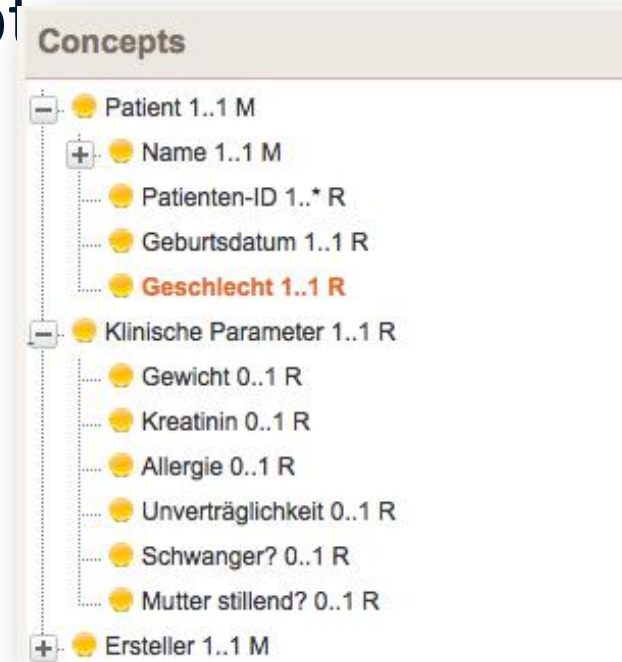 Concepts
Patient 1..1 M
Name 1..1 M
Patienten-ID 1..* R
Geburtsdatum 1..1 R
Geschlecht 1..1 R
Klinische Parameter 1..1 R
Gewicht 0..1 R
Kreatinin 0..1 R
Allergie 0..1 R
Unverträglichkeit 0..1 R
Schwanger? 0..1 R
Mutter stillend? 0..1 R
Ersteller 1..1 M